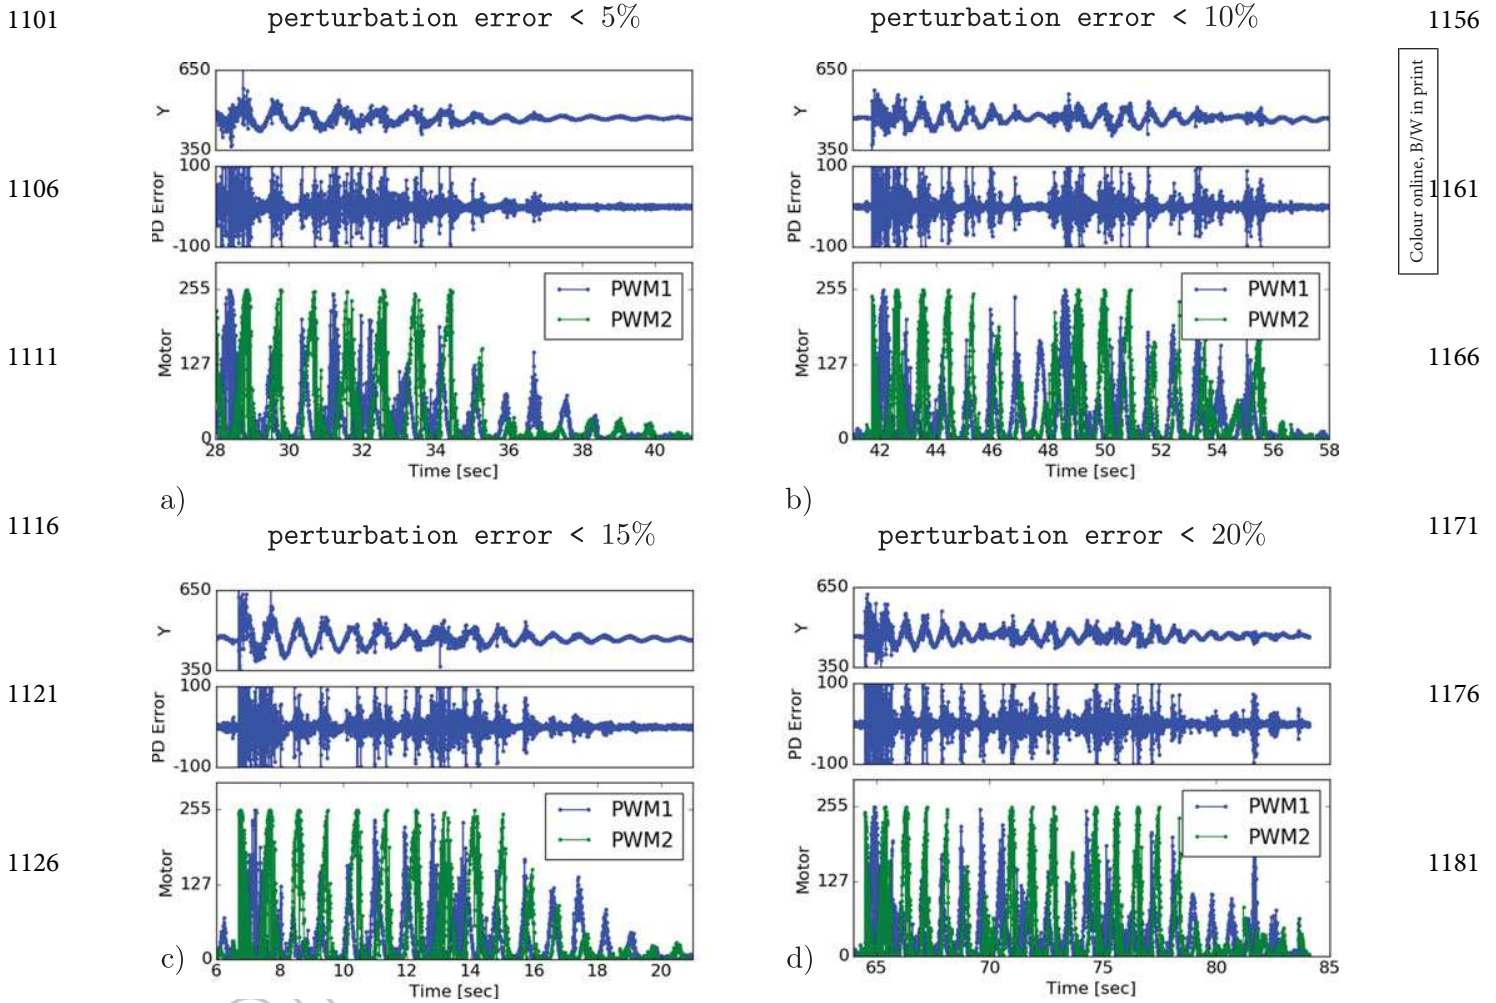 1101
1106
1111
1116
1121
1126
perturbation error < 5%
650
Y
350
100
PD Error
-100
255
Motor
127
0
PWM1
PWM2
28 30 32 34 36 38 40
Time [sec]
a)
perturbation error < 10%
650
Y
350
100
PD Error
-100
255
Motor
127
0
PWM1
PWM2
42 44 46 48 50 52 54 56 58
Time [sec]
b)
perturbation error < 15%
650
Y
350
100
PD Error
-100
255
Motor
127
0
PWM1
PWM2
6 8 10 12 14 16 18 20
Time [sec]
c)
perturbation error < 20%
650
Y
350
100
PD Error
-100
255
Motor
127
0
PWM1
PWM2
65 70 75 80 85
Time [sec]
d)
1156
Colour online, B/W in print
1161
1166
1171
1176
1181